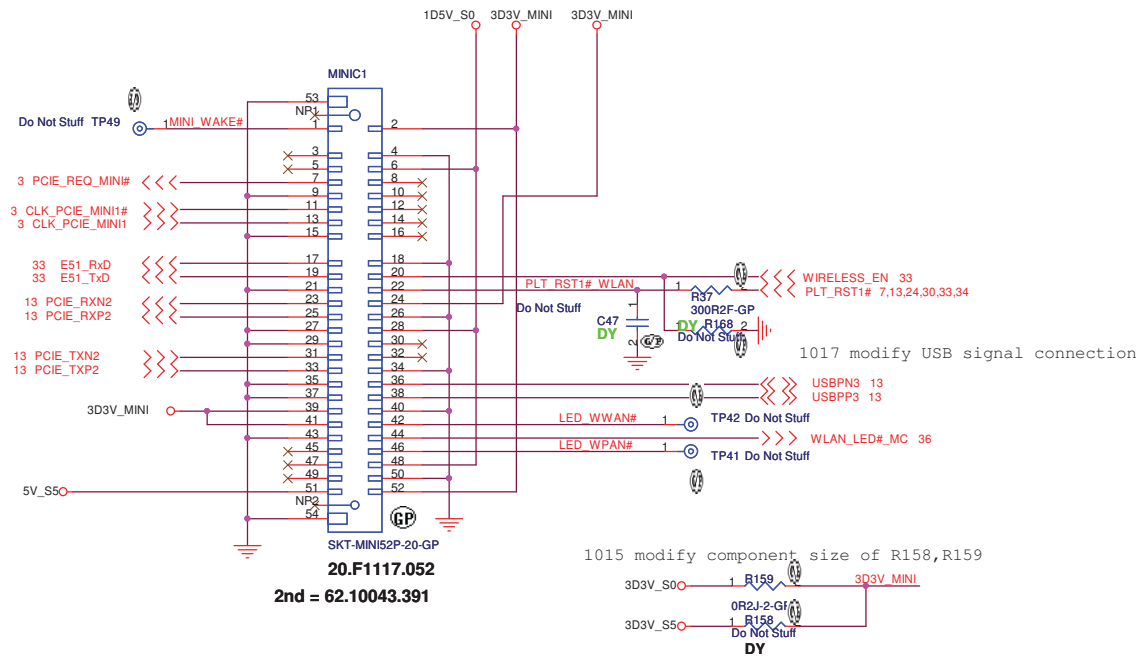 1D5V_S0 3D3V_MINI 3D3V_MINI
MINIC1
53
NP1
Do Not Stuff TP49 1 MINI_WAKE# 1 2
3 4
5 6
3 PCIE_REQ_MINI# 7 8
9 10
3 CLK_PCIE_MINI1# 11 12
3 CLK_PCIE_MINI1 13 14
15 16
33 E51_RxD 17 18
33 E51_TxD 19 20 WIRELESS_EN 33
21 22 PLT_RST1#_WLAN 1 2 PLT_RST1# 7,13,24,30,33,34
R37
300R2F-GP
13 PCIE_RXN2 23 24
13 PCIE_RXP2 25 26
Do Not Stuff
C47
DY
1
2
G/P
27 28
DY
1 R168 2
Do Not Stuff
29 30
13 PCIE_TXN2 31 32
13 PCIE_TXP2 33 34
1017 modify USB signal connection
35 36 USBPN3 13
37 38 USBPP3 13
3D3V_MINI 39 40
41 42 LED_WWAN# 1 TP42 Do Not Stuff
43 44 WLAN_LED#_MC 36
45 46 LED_WPAN# 1 TP41 Do Not Stuff
47 48
49 50
5V_S5 51 52
NP2
54
GP
SKT-MINI52P-20-GP
20.F1117.052
2nd = 62.10043.391
1015 modify component size of R158,R159
3D3V_S0 1 R159 2 3D3V_MINI
0R2J-2-GP
3D3V_S5 1 R158 2
Do Not Stuff
DY